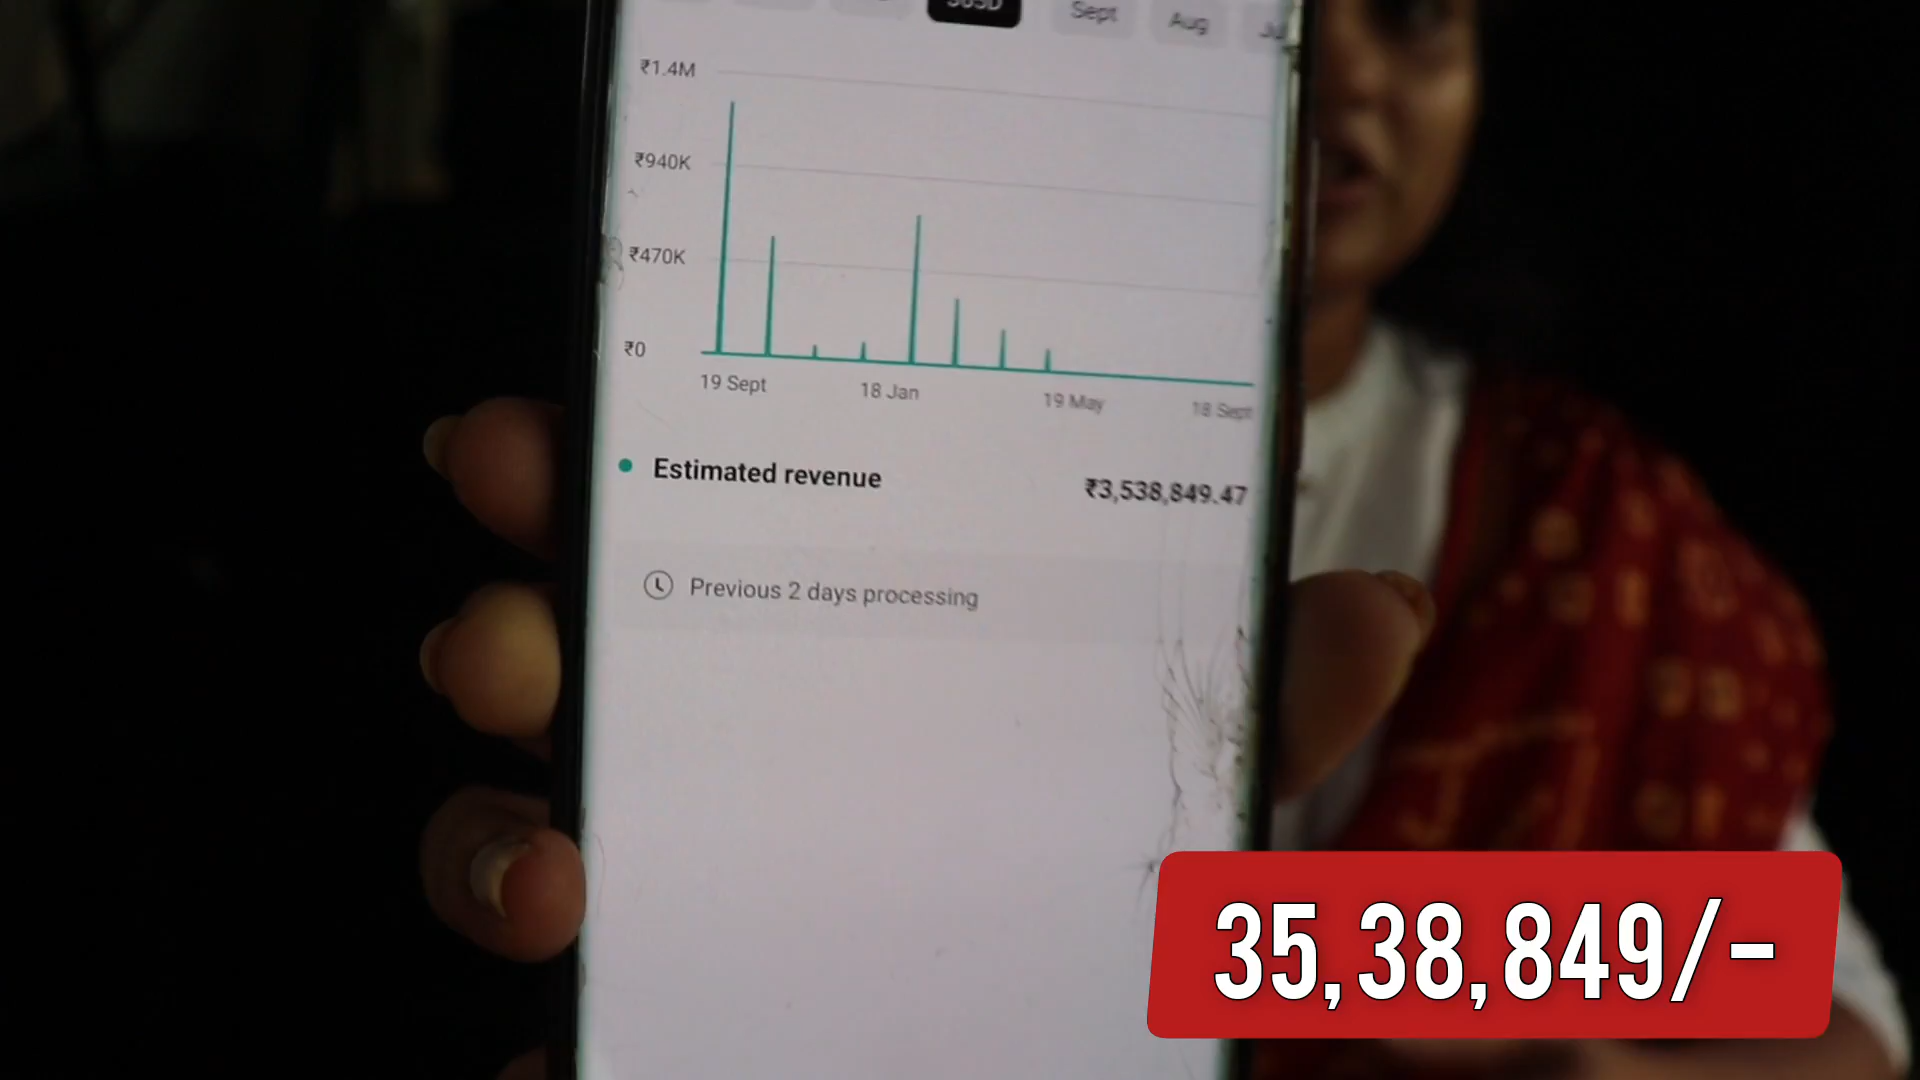 365D Sept Aug
₹1.4M
₹940K
₹470K
₹0
19 Sept 18 Jan 19 May 18 Sept
Estimated revenue ₹3,538,849.47
Previous 2 days processing
35,38,849/-